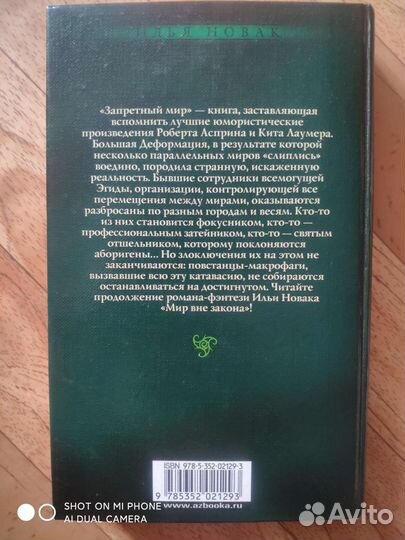 ИЛЬЯ НОВАК
«Запретный мир» — книга, заставляющая
вспомнить лучшие юмористические
произведения Роберта Асприна и Кита Лаумера.
Большая Деформация, в результате которой
несколько параллельных миров «слиплись»
воедино, породила странную, искаженную
реальность. Бывшие сотрудники всемогущей
Эгиды, организации, контролирующей все
перемещения между мирами, оказываются
разбросаны по разным городам и весям. Кто-то
из них становится фокусником, кто-то —
профессиональным затейником, кто-то — святым
отшельником, которому поклоняются
аборигены... Но злоключения их на этом не
заканчиваются: повстанцы-макрофаги,
вызвавшие всю эту катавасию, не собираются
останавливаться на достигнутом. Читайте
продолжение романа-фэнтези Ильи Новака
«Мир вне закона»!
ISBN 978-5-352-02129-3
9 785352 021293
www.azbooka.ru
SHOT ON MI PHONE
AI DUAL CAMERA
Avito